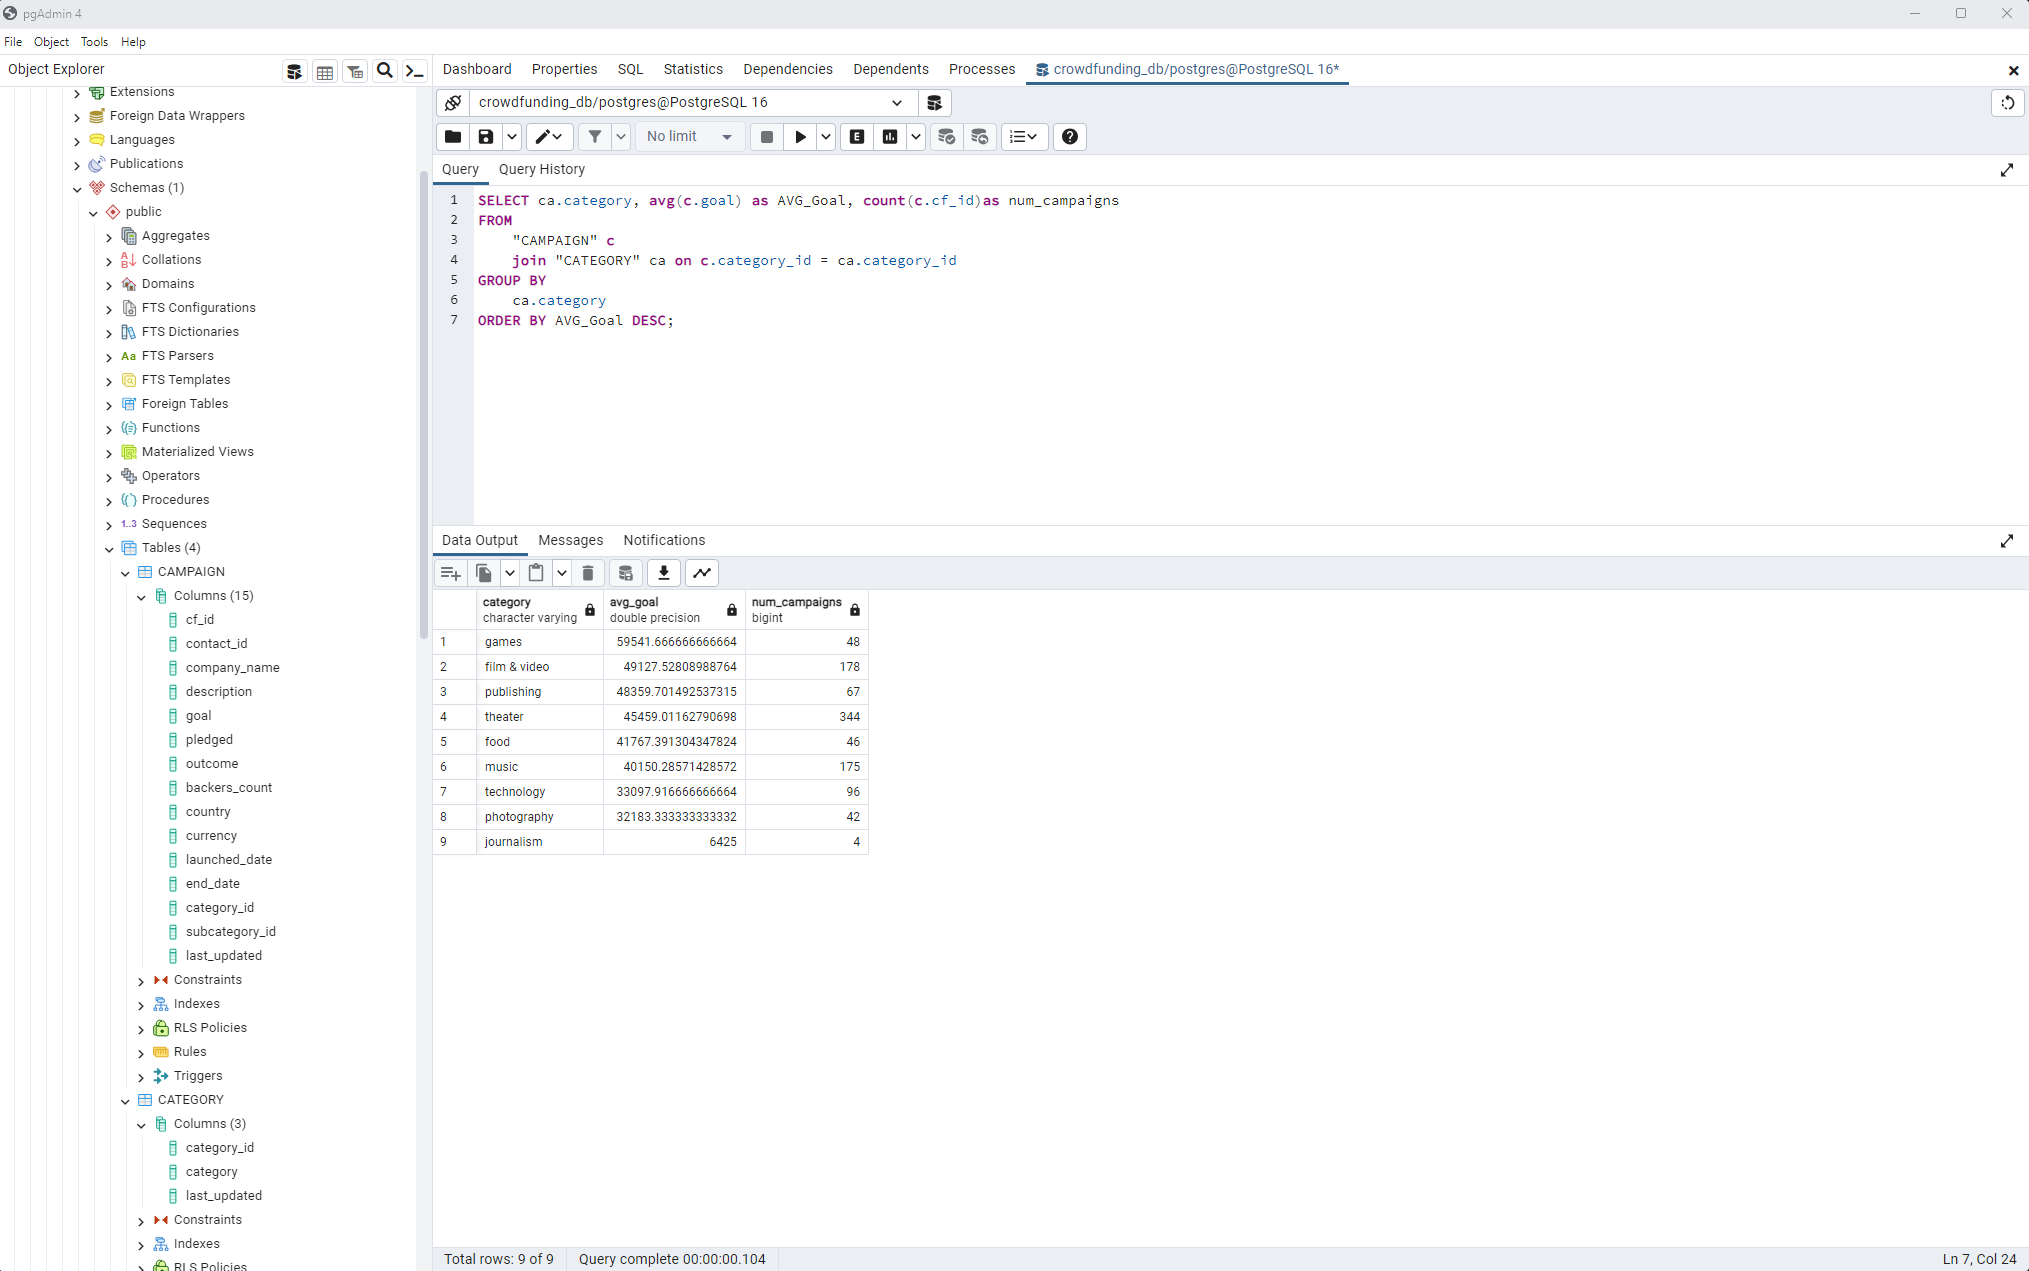 pgAdmin 4
File Object Tools Help
Object Explorer
Extensions
Foreign Data Wrappers
Languages
Publications
Schemas (1)
public
Aggregates
Collations
Domains
FTS Configurations
FTS Dictionaries
Aa FTS Parsers
FTS Templates
Foreign Tables
Functions
Materialized Views
Operators
Procedures
1..3 Sequences
Tables (4)
CAMPAIGN
Columns (15)
cf_id
contact_id
company_name
description
goal
pledged
outcome
backers_count
country
currency
launched_date
end_date
category_id
subcategory_id
last_updated
Constraints
Indexes
RLS Policies
Rules
Triggers
CATEGORY
Columns (3)
category_id
category
last_updated
Constraints
Indexes
RLS Policies
Dashboard Properties SQL Statistics Dependencies Dependents Processes crowdfunding_db/postgres@PostgreSQL 16*
crowdfunding_db/postgres@PostgreSQL 16
No limit
E
Query Query History
1 SELECT ca.category, avg(c.goal) as AVG_Goal, count(c.cf_id)as num_campaigns
2 FROM
3 "CAMPAIGN" c
4 join "CATEGORY" ca on c.category_id = ca.category_id
5 GROUP BY
6 ca.category
7 ORDER BY AVG_Goal DESC;
Data Output Messages Notifications
category avg_goal num_campaigns
character varying double precision bigint
1 games 59541.666666666664 48
2 film & video 49127.52808988764 178
3 publishing 48359.701492537315 67
4 theater 45459.01162790698 344
5 food 41767.391304347824 46
6 music 40150.28571428572 175
7 technology 33097.916666666664 96
8 photography 32183.333333333332 42
9 journalism 6425 4
Total rows: 9 of 9 Query complete 00:00:00.104 Ln 7, Col 24